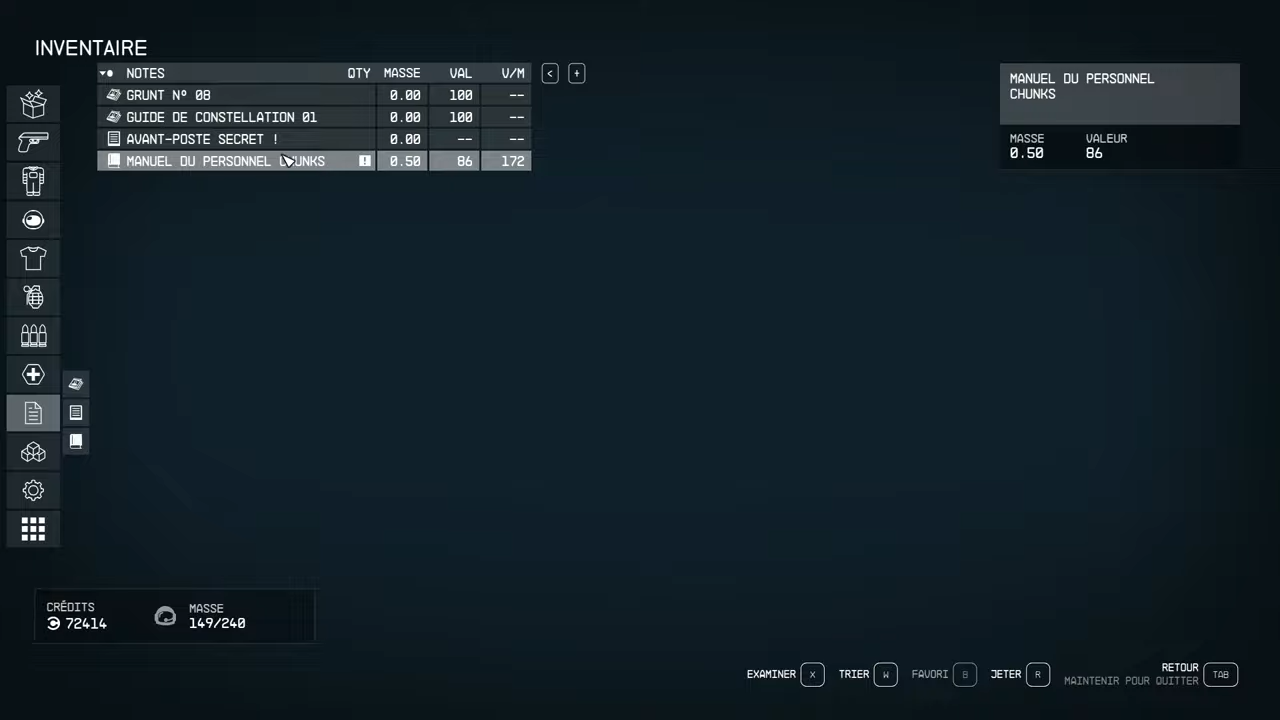 INVENTAIRE
NOTES QTY MASSE VAL V/M < +
GRUNT Nº 08 0.00 100 --
GUIDE DE CONSTELLATION 01 0.00 100 --
AVANT-POSTE SECRET ! 0.00 -- --
MANUEL DU PERSONNEL CHUNKS ! 0.50 86 172
MANUEL DU PERSONNEL
CHUNKS
MASSE VALEUR
0.50 86
CRÉDITS MASSE
72414 149/240
EXAMINER X TRIER W FAVORI B JETER R RETOUR TAB
MAINTENIR POUR QUITTER